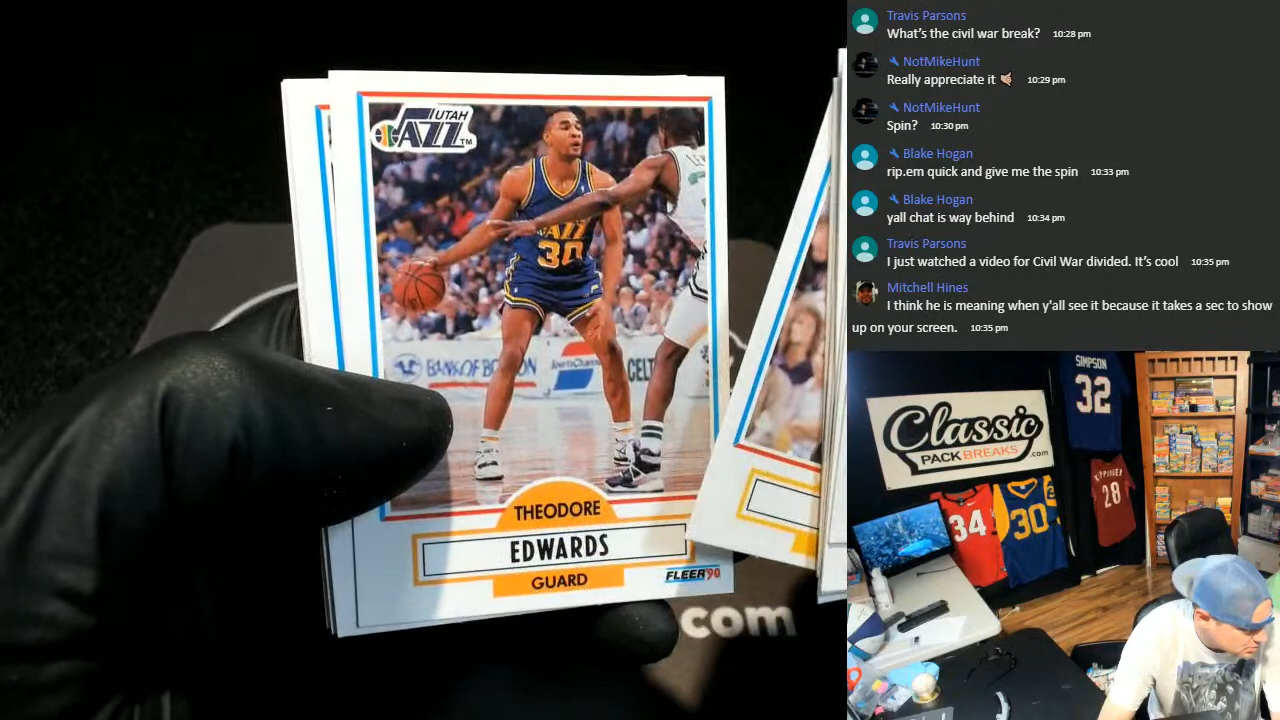 UTAH
JAZZ
TM
JAZZ
30
BANK OF BOSTON
SportsChannel
CELT
THEODORE
EDWARDS
GUARD
FLEER'90
com
Travis Parsons
What's the civil war break? 10:28 pm
NotMikeHunt
Really appreciate it 🤙🏽 10:29 pm
NotMikeHunt
Spin? 10:30 pm
Blake Hogan
rip.em quick and give me the spin 10:33 pm
Blake Hogan
yall chat is way behind 10:34 pm
Travis Parsons
I just watched a video for Civil War divided. It's cool 10:35 pm
Mitchell Hines
I think he is meaning when y'all see it because it takes a sec to show
up on your screen. 10:35 pm
SIMPSON
32
Classic
PACK BREAKS.com
34
30
28